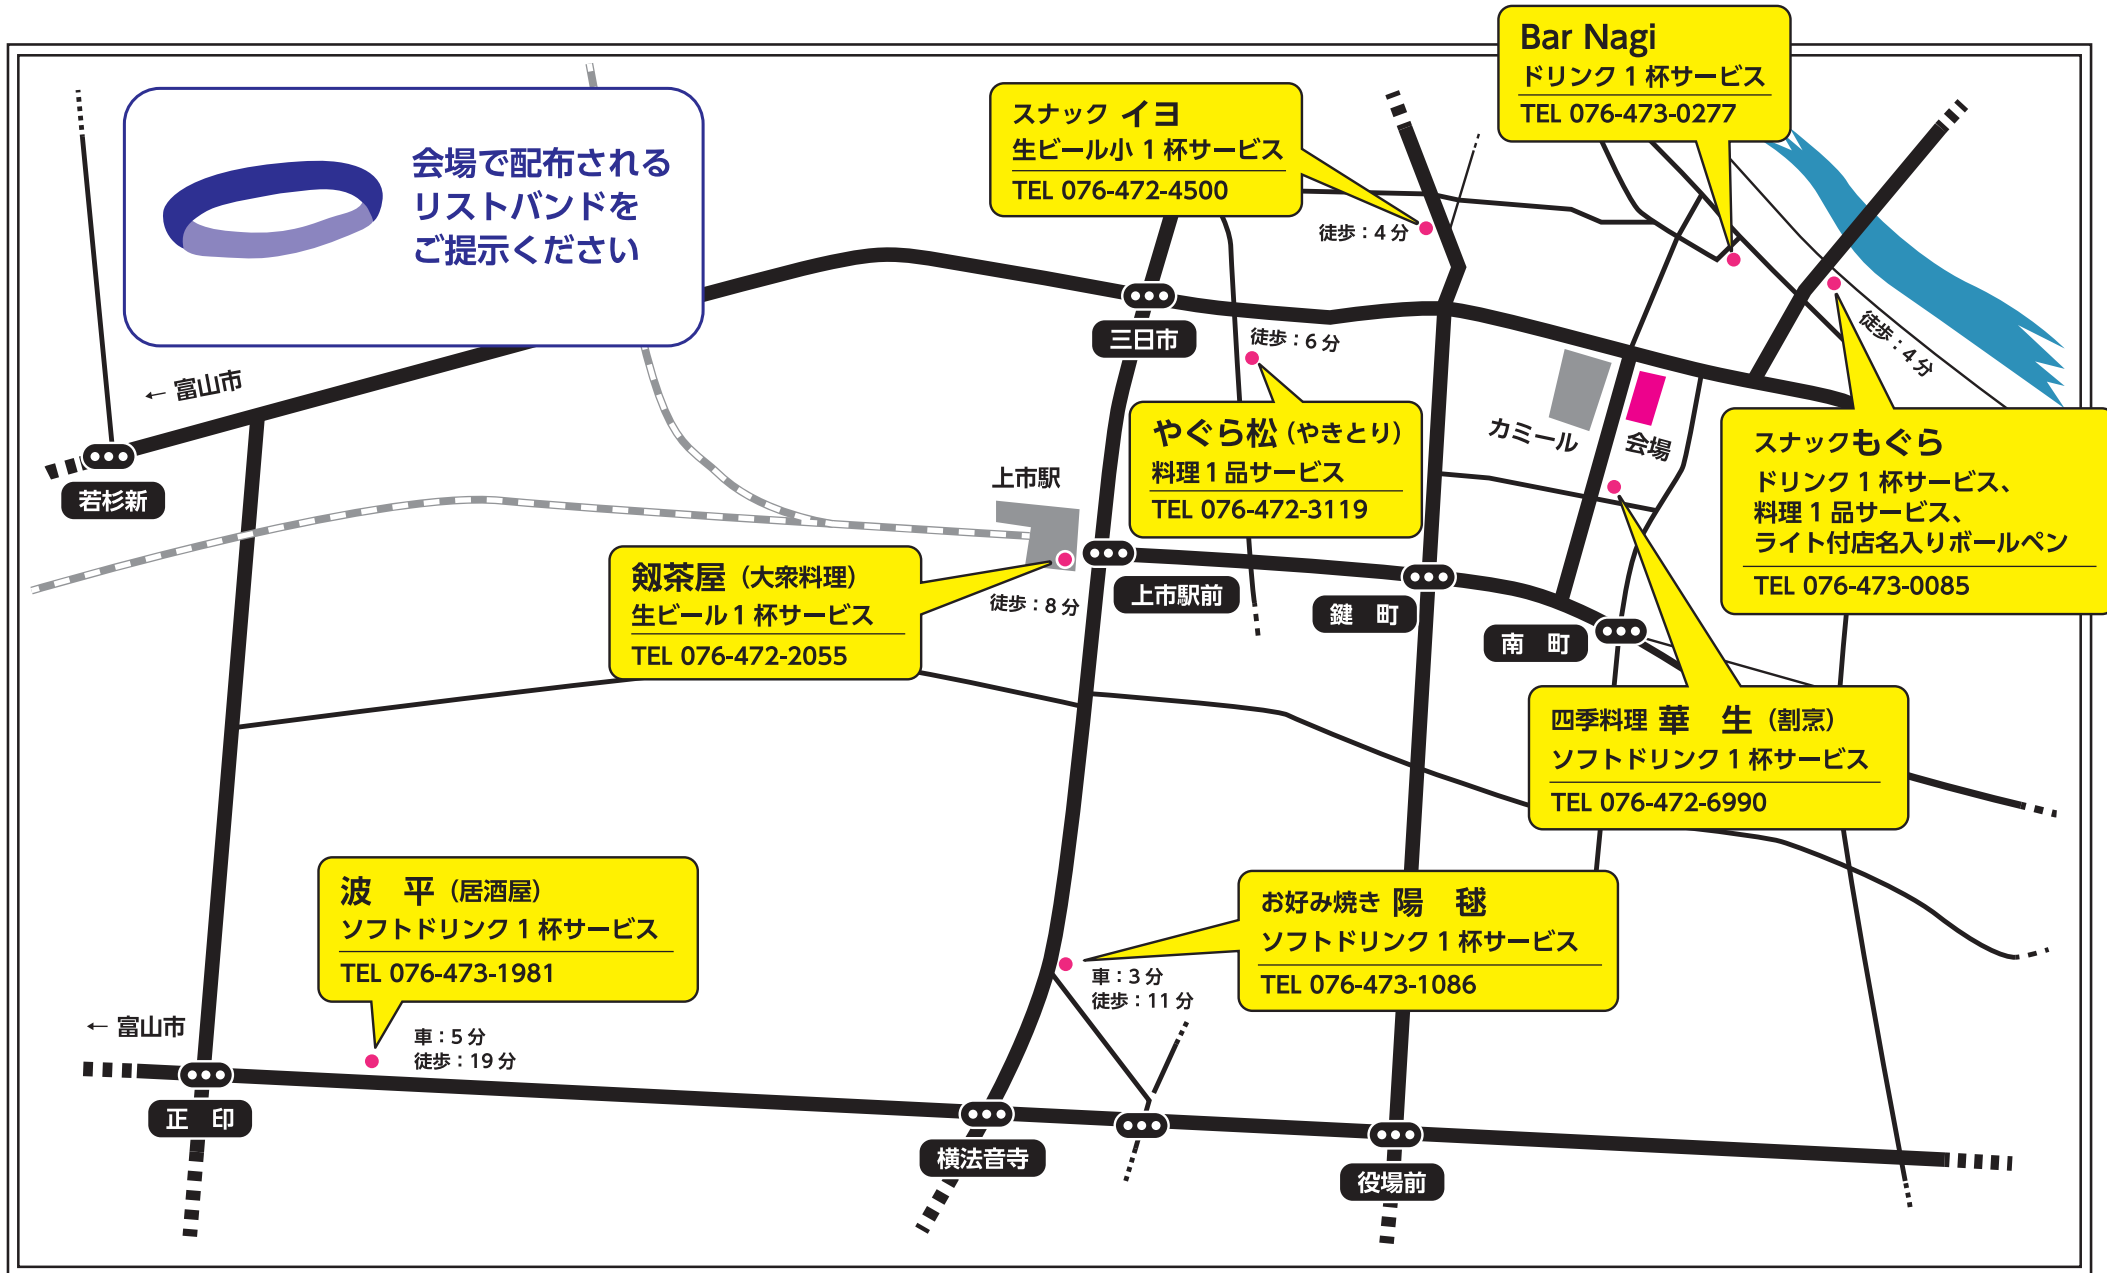 Bar Nagi
ドリンク 1 杯サービス
TEL 076-473-0277
会場で配布される
リストバンドを
ご提示ください
スナック イヨ
生ビール小 1 杯サービス
TEL 076-472-4500
徒歩：4 分
三日市
徒歩：6 分
徒歩：4 分
← 富山市
若杉新
やぐら松（やきとり）
料理 1 品サービス
TEL 076-472-3119
カミール
会場
スナックもぐら
ドリンク 1 杯サービス、
料理 1 品サービス、
ライト付店名入りボールペン
TEL 076-473-0085
上市駅
剱茶屋（大衆料理）
生ビール 1 杯サービス
TEL 076-472-2055
徒歩：8 分
上市駅前
鍵　町
南　町
四季料理 華　生（割烹）
ソフトドリンク 1 杯サービス
TEL 076-472-6990
波　平（居酒屋）
ソフトドリンク 1 杯サービス
TEL 076-473-1981
お好み焼き 陽　毬
ソフトドリンク 1 杯サービス
TEL 076-473-1086
車：3 分
徒歩：11 分
← 富山市
車：5 分
徒歩：19 分
正　印
横法音寺
役場前